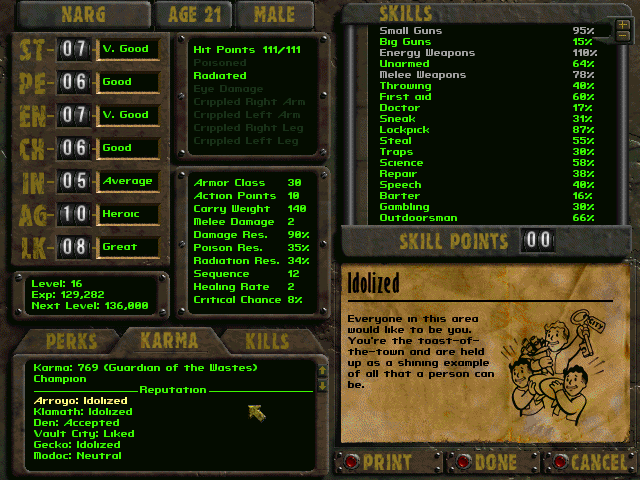 NARG
AGE 21
MALE
ST 07 V. Good
PE 06 Good
EN 07 V. Good
CH 06 Good
IN 05 Average
AG 10 Heroic
LK 08 Great
Level: 16
Exp: 129,282
Next Level: 136,000
Hit Points 111/111
Poisoned
Radiated
Eye Damage
Crippled Right Arm
Crippled Left Arm
Crippled Right Leg
Crippled Left Leg
Armor Class 30
Action Points 10
Carry Weight 140
Melee Damage 2
Damage Res. 90%
Poison Res. 35%
Radiation Res. 34%
Sequence 12
Healing Rate 2
Critical Chance 8%
SKILLS
Small Guns 95%
Big Guns 15%
Energy Weapons 110%
Unarmed 64%
Melee Weapons 78%
Throwing 40%
First aid 60%
Doctor 17%
Sneak 31%
Lockpick 87%
Steal 55%
Traps 30%
Science 58%
Repair 38%
Speech 40%
Barter 16%
Gambling 30%
Outdoorsman 66%
SKILL POINTS 00
PERKS
KARMA
KILLS
Karma: 769 (Guardian of the Wastes)
Champion
Reputation
Arroyo: Idolized
Klamath: Idolized
Den: Accepted
Vault City: Liked
Gecko: Idolized
Modoc: Neutral
Idolized
Everyone in this area
would like to be you.
You're the toast-of-
the-town and are held
up as a shining example
of all that a person can
be.
CITY
PRINT
DONE
CANCEL